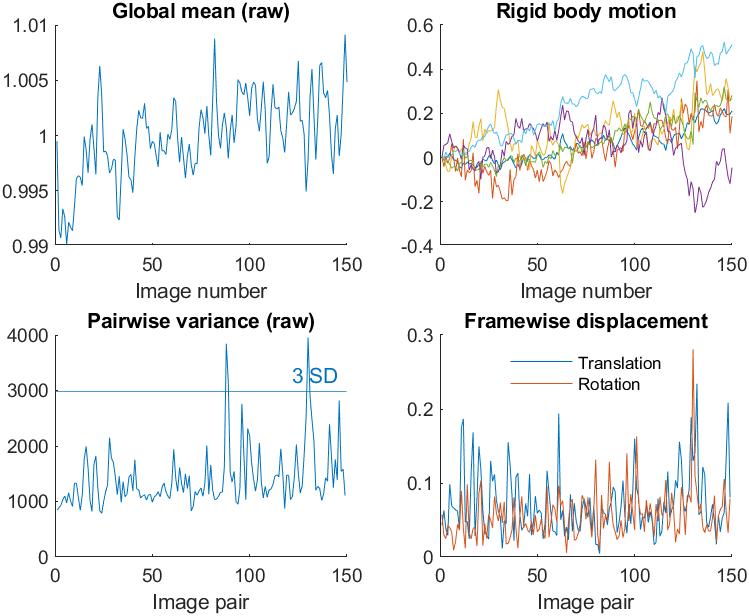 Global mean (raw)
1.01
1.005
1
0.995
0.99
0 50 100 150
Image number
Rigid body motion
0.6
0.4
0.2
0
-0.2
-0.4
0 50 100 150
Image number
Pairwise variance (raw)
4000
3000
2000
1000
0
3 SD
0 50 100 150
Image pair
Framewise displacement
0.3
0.2
0.1
0
Translation
Rotation
0 50 100 150
Image pair